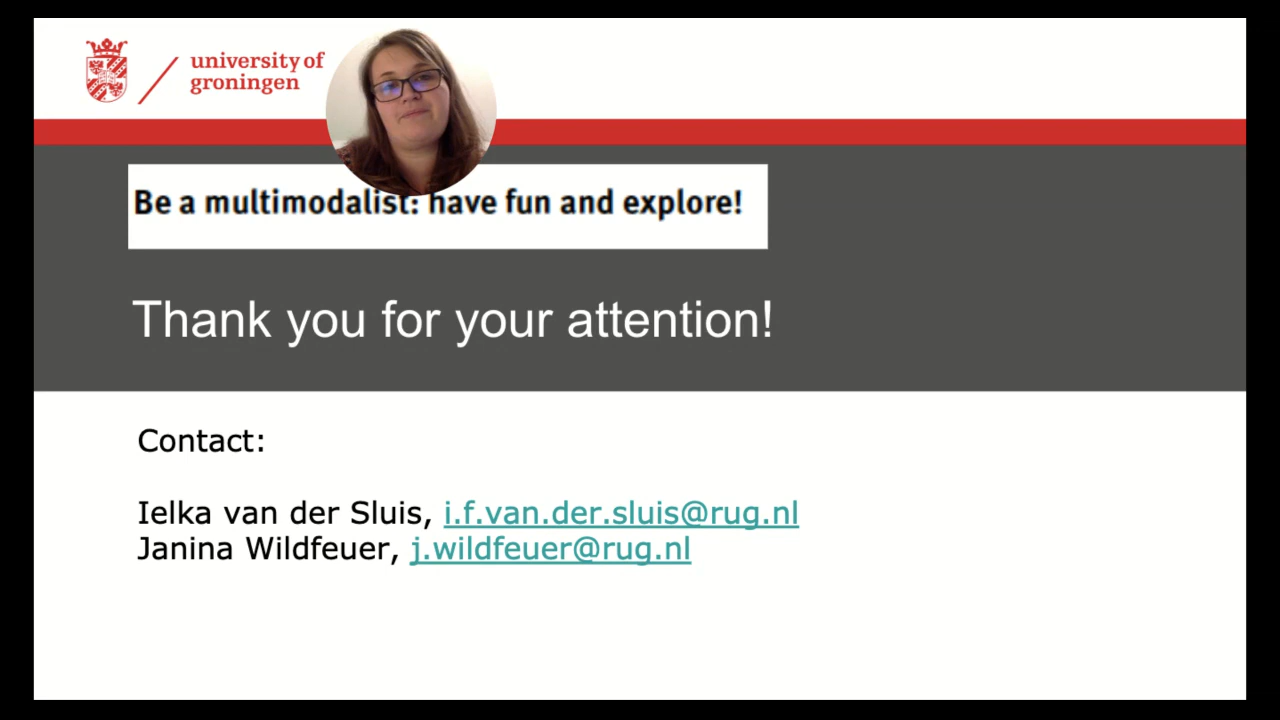 university of
groningen
Be a multimodalist: have fun and explore!
Thank you for your attention!
Contact:
Ielka van der Sluis, i.f.van.der.sluis@rug.nl
Janina Wildfeuer, j.wildfeuer@rug.nl